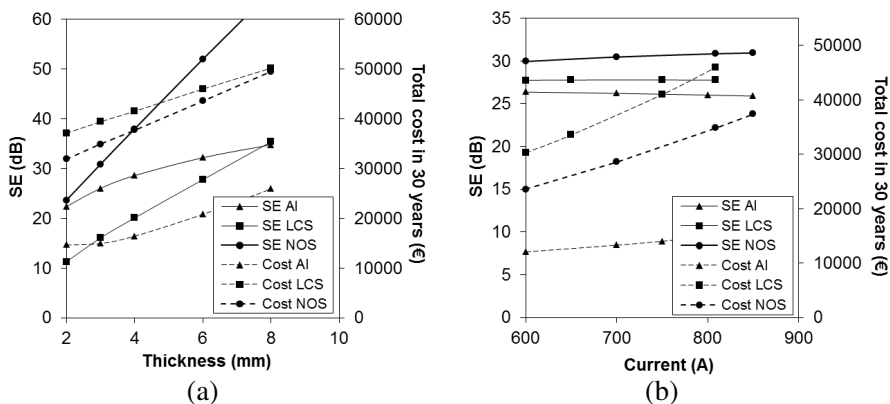 60
50
40
30
20
10
0
SE (dB)
60000
50000
40000
30000
20000
10000
0
Total cost in 30 years (€)
SE Al
SE LCS
SE NOS
Cost Al
Cost LCS
Cost NOS
2 4 6 8 10
Thickness (mm)
(a)
35
30
25
20
15
10
5
0
SE (dB)
50000
40000
30000
20000
10000
0
Total cost in 30 years (€)
SE Al
SE LCS
SE NOS
Cost Al
Cost LCS
Cost NOS
600 700 800 900
Current (A)
(b)